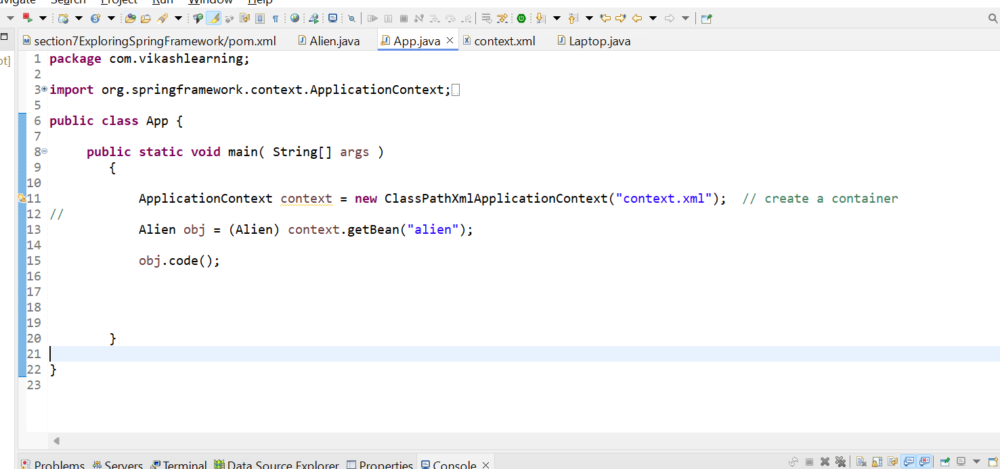 Search Project Run Window Help
section7ExploringSpringFramework/pom.xml Alien.java App.java context.xml Laptop.java
1 package com.vikashlearning;
2
3 import org.springframework.context.ApplicationContext;
5
6 public class App {
7
8 public static void main( String[] args )
9 {
10
11 ApplicationContext context = new ClassPathXmlApplicationContext("context.xml"); // create a container
12 //
13 Alien obj = (Alien) context.getBean("alien");
14
15 obj.code();
16
17
18
19
20 }
21
22 }
23
Problems Servers Terminal Data Source Explorer Properties Console